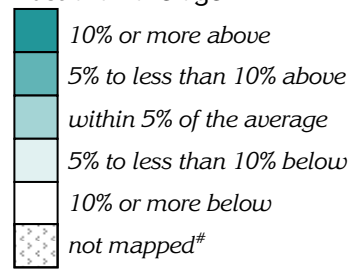 10% or more above
5% to less than 10% above
within 5% of the average
5% to less than 10% below
10% or more below
not mapped#